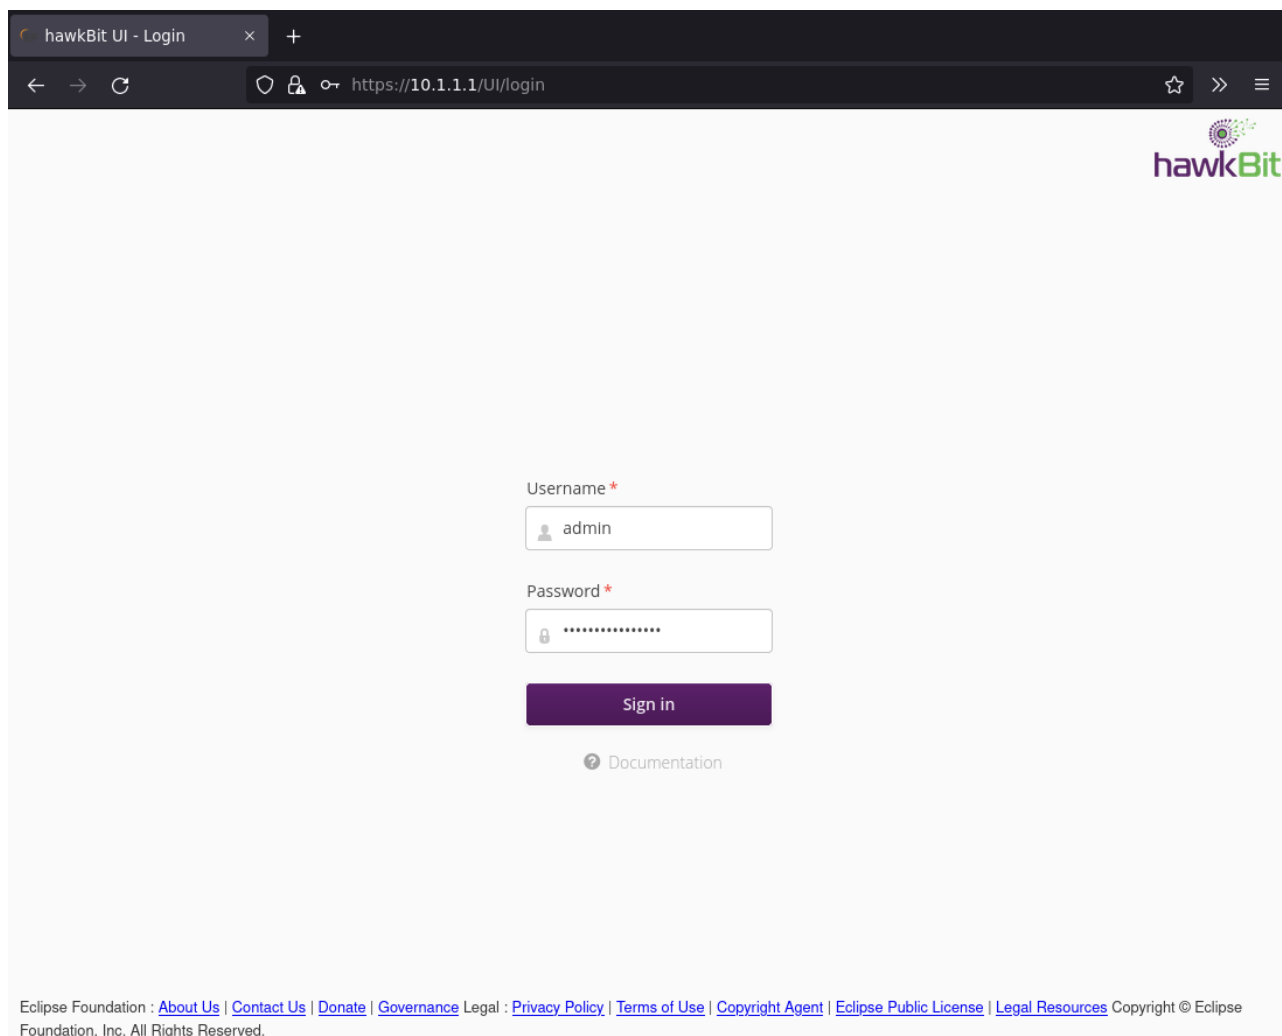 hawkBit UI - Login
https://10.1.1.1/UI/login
hawkBit
Username *
admin
Password *
••••••••••••••••
Sign in
Documentation
Eclipse Foundation : About Us | Contact Us | Donate | Governance Legal : Privacy Policy | Terms of Use | Copyright Agent | Eclipse Public License | Legal Resources Copyright © Eclipse
Foundation, Inc. All Rights Reserved.